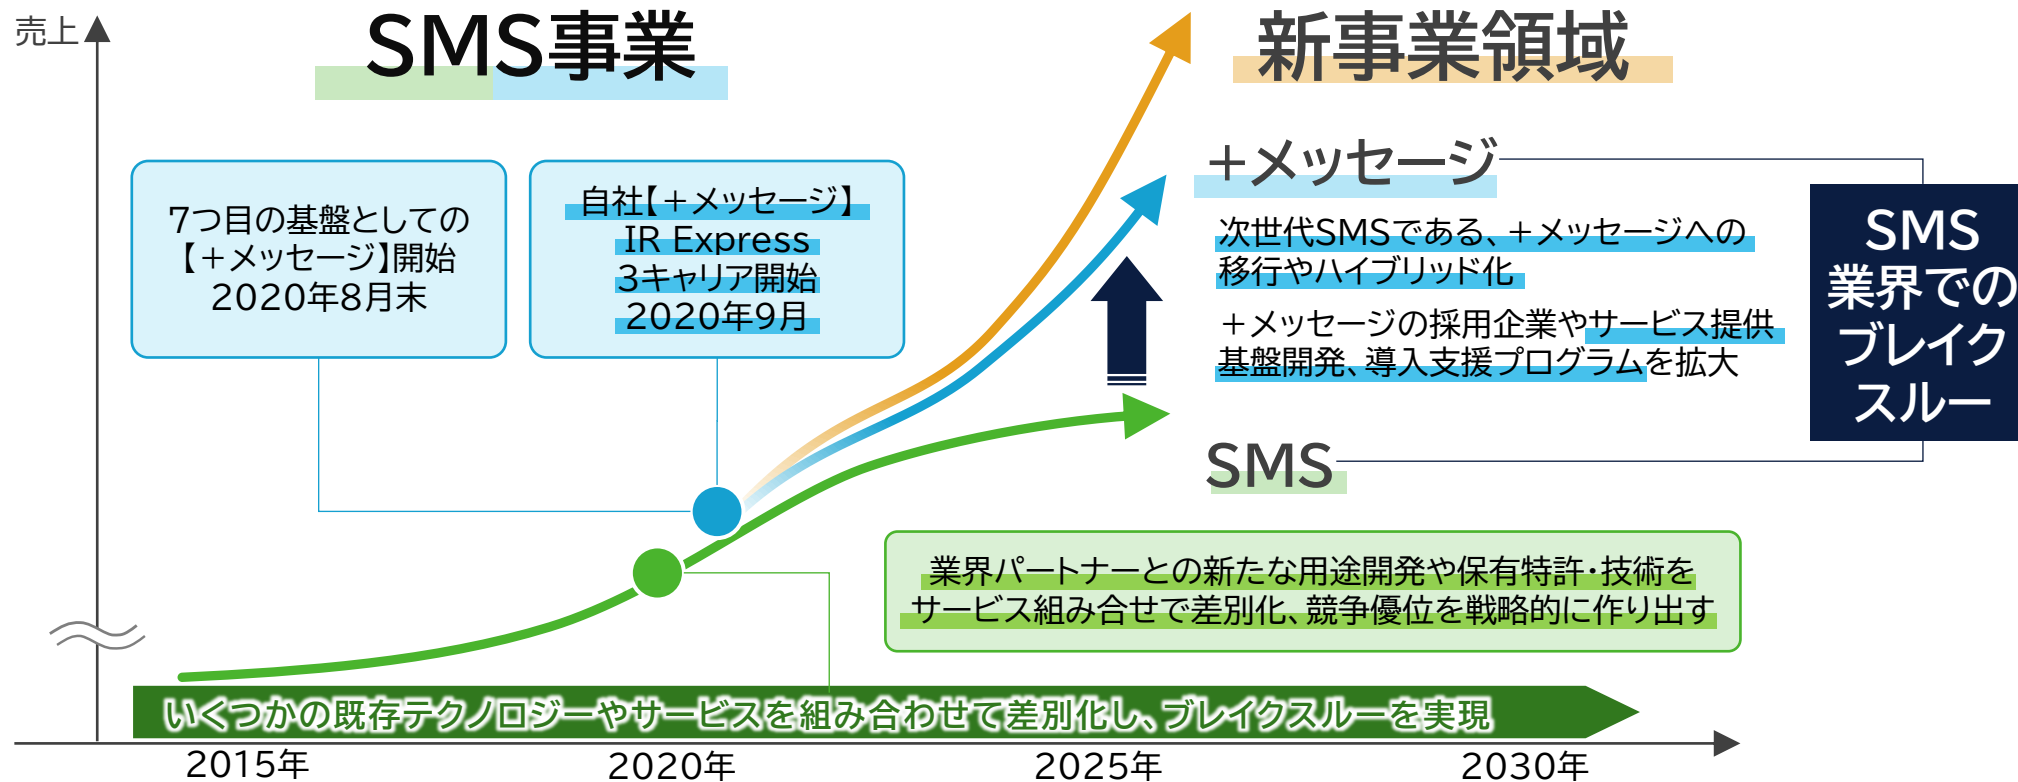 売上
SMS事業
新事業領域
7つ目の基盤としての
【＋メッセージ】開始
2020年8月末
自社【＋メッセージ】
IR Express
3キャリア開始
2020年9月
＋メッセージ
次世代SMSである、＋メッセージへの
移行やハイブリッド化
＋メッセージの採用企業やサービス提供
基盤開発、導入支援プログラムを拡大
SMS
業界での
ブレイク
スルー
SMS
業界パートナーとの新たな用途開発や保有特許・技術を
サービス組み合せで差別化、競争優位を戦略的に作り出す
いくつかの既存テクノロジーやサービスを組み合わせて差別化し、ブレイクスルーを実現
2015年
2020年
2025年
2030年